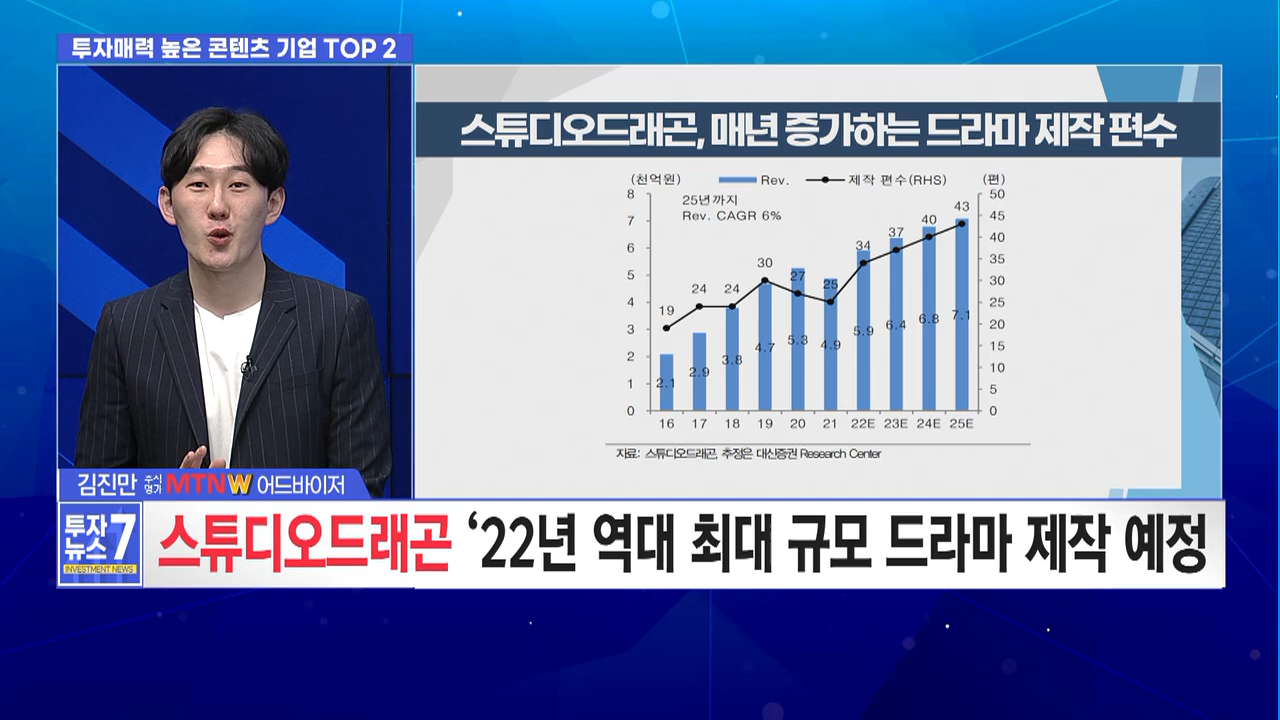 투자매력 높은 콘텐츠 기업 TOP 2
스튜디오드래곤, 매년 증가하는 드라마 제작 편수
(천억원) Rev. 제작 편수(RHS) (편)
25년까지
Rev. CAGR 6%
8 7 6 5 4 3 2 1 0
50 45 40 35 30 25 20 15 10 5 0
19 24 24 30 27 25 34 37 40 43
2.1 2.9 3.8 4.7 5.3 4.9 5.9 6.4 6.8 7.1
16 17 18 19 20 21 22E 23E 24E 25E
자료: 스튜디오드래곤, 추정은 대신증권 Research Center
김진만 주식 명가 MTNW 어드바이저
투자
뉴스 7
INVESTMENT NEWS
스튜디오드래곤 ‘22년 역대 최대 규모 드라마 제작 예정